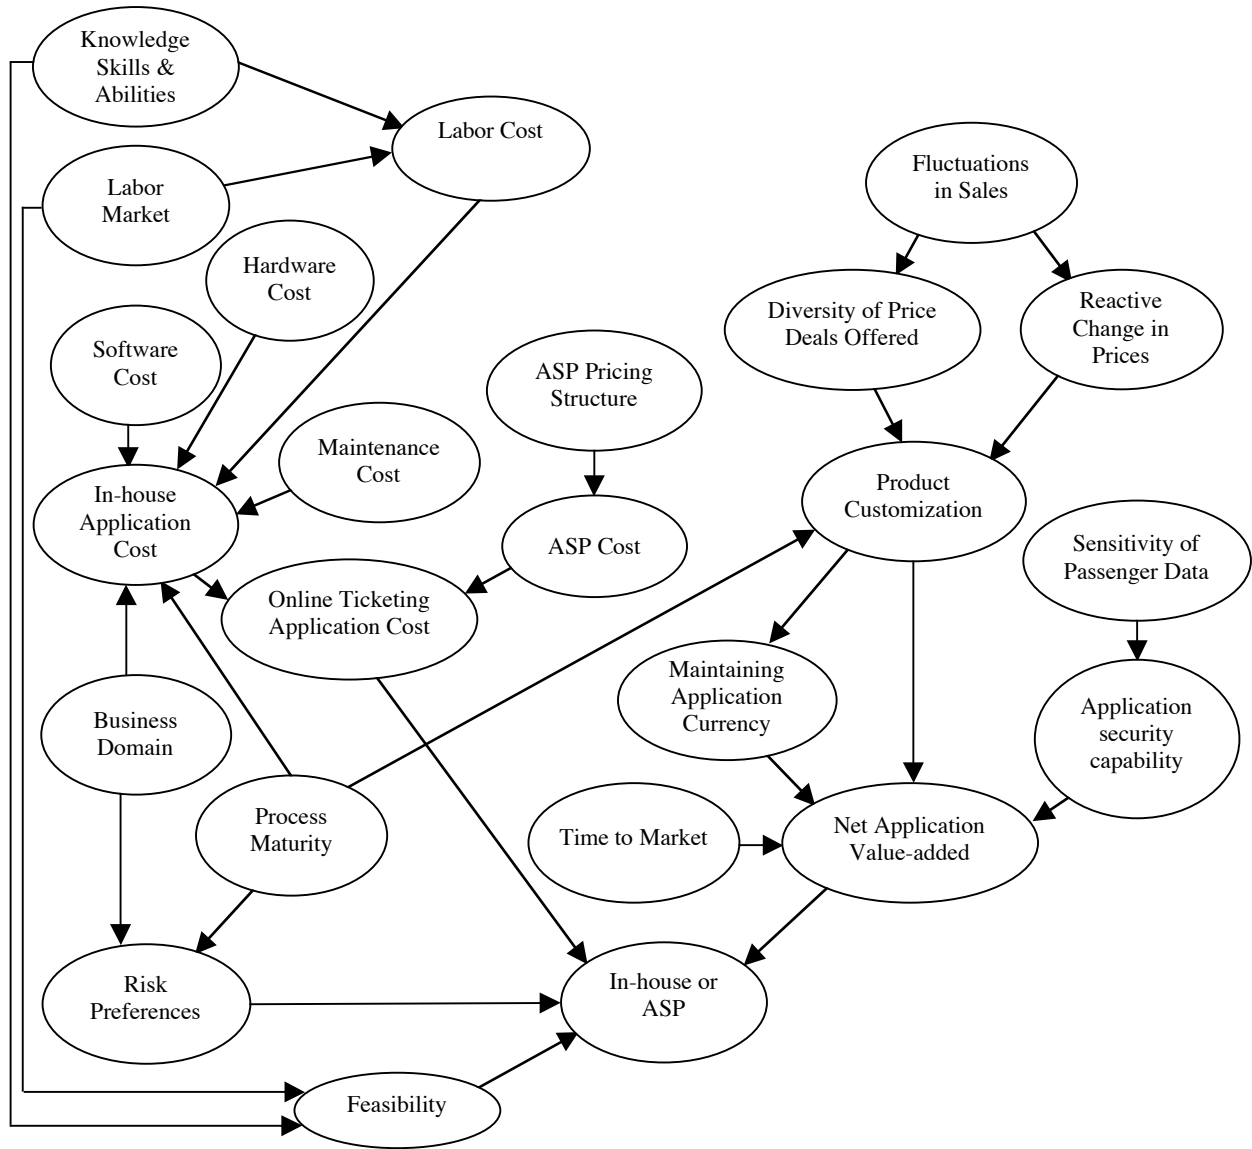 Knowledge
Skills &
Abilities
Labor Cost
Fluctuations
in Sales
Labor
Market
Hardware
Cost
Diversity of Price
Deals Offered
Reactive
Change in
Prices
Software
Cost
ASP Pricing
Structure
Maintenance
Cost
In-house
Application
Cost
Product
Customization
ASP Cost
Sensitivity of
Passenger Data
Online Ticketing
Application Cost
Maintaining
Application
Currency
Business
Domain
Application
security
capability
Process
Maturity
Time to Market
Net Application
Value-added
Risk
Preferences
In-house or
ASP
Feasibility